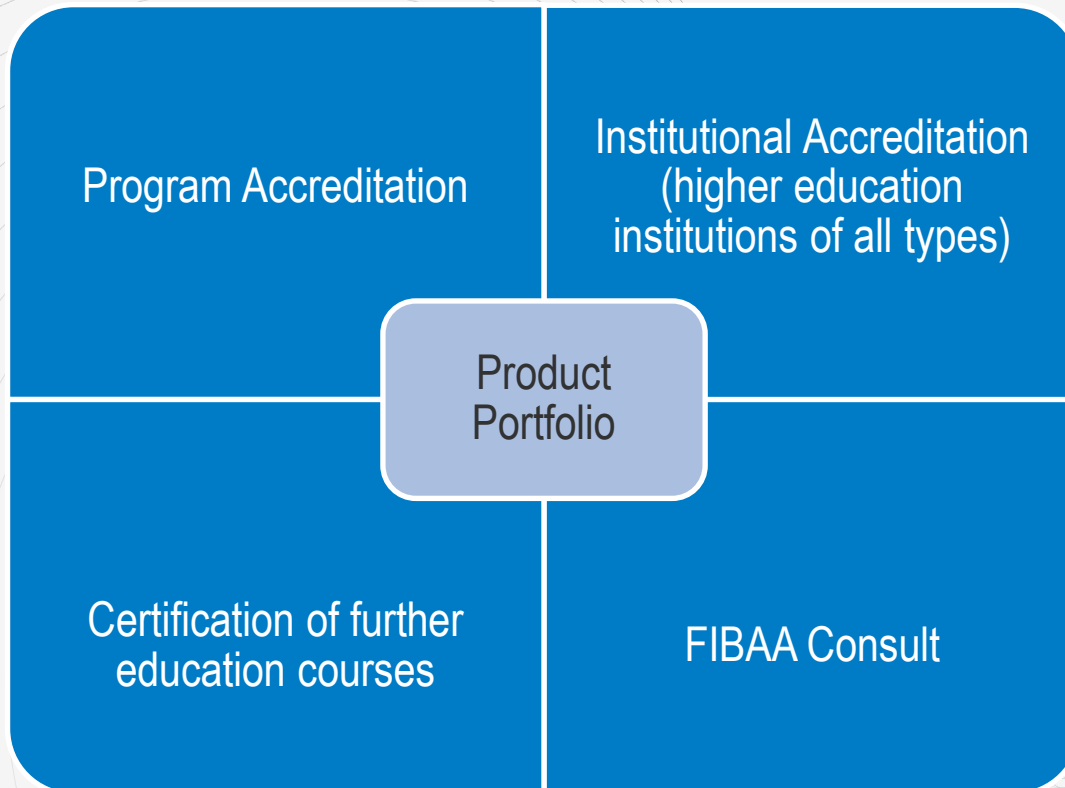 Program Accreditation
Institutional Accreditation
(higher education
institutions of all types)
Product
Portfolio
Certification of further
education courses
FIBAA Consult